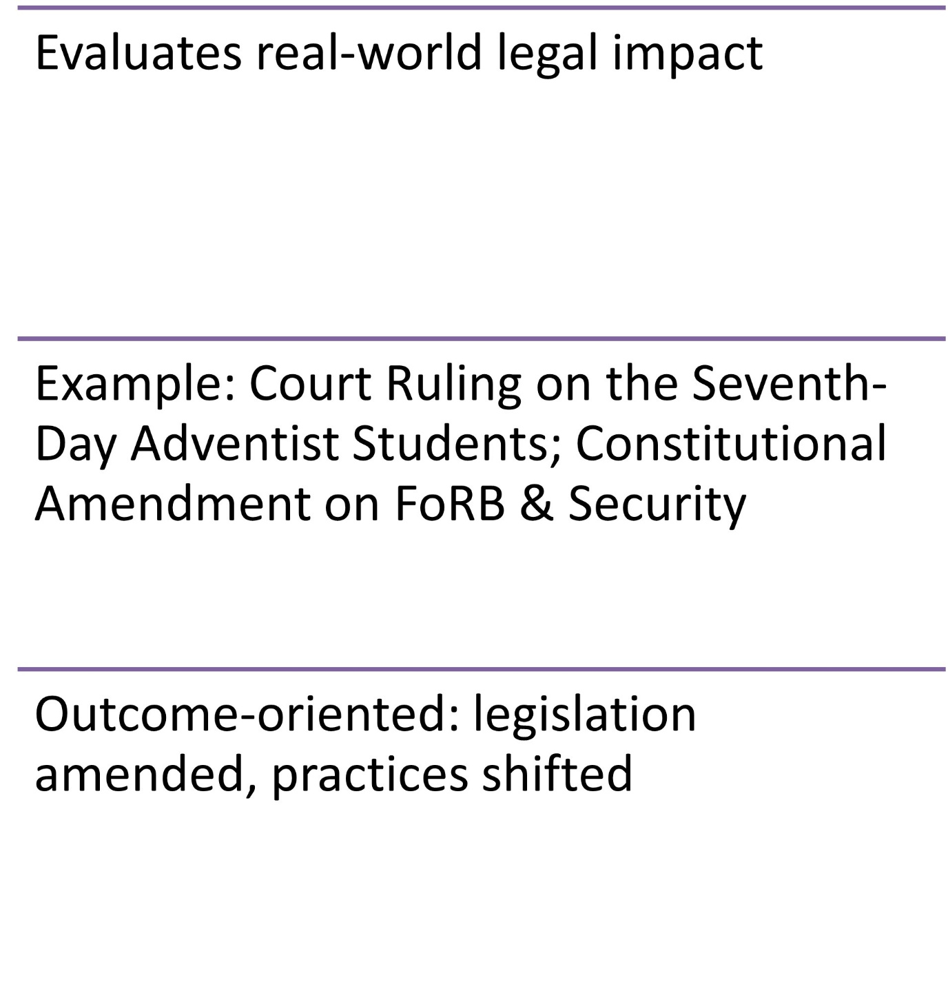 Evaluates real-world legal impact
Example: Court Ruling on the Seventh-
Day Adventist Students; Constitutional
Amendment on FoRB & Security
Outcome-oriented: legislation
amended, practices shifted